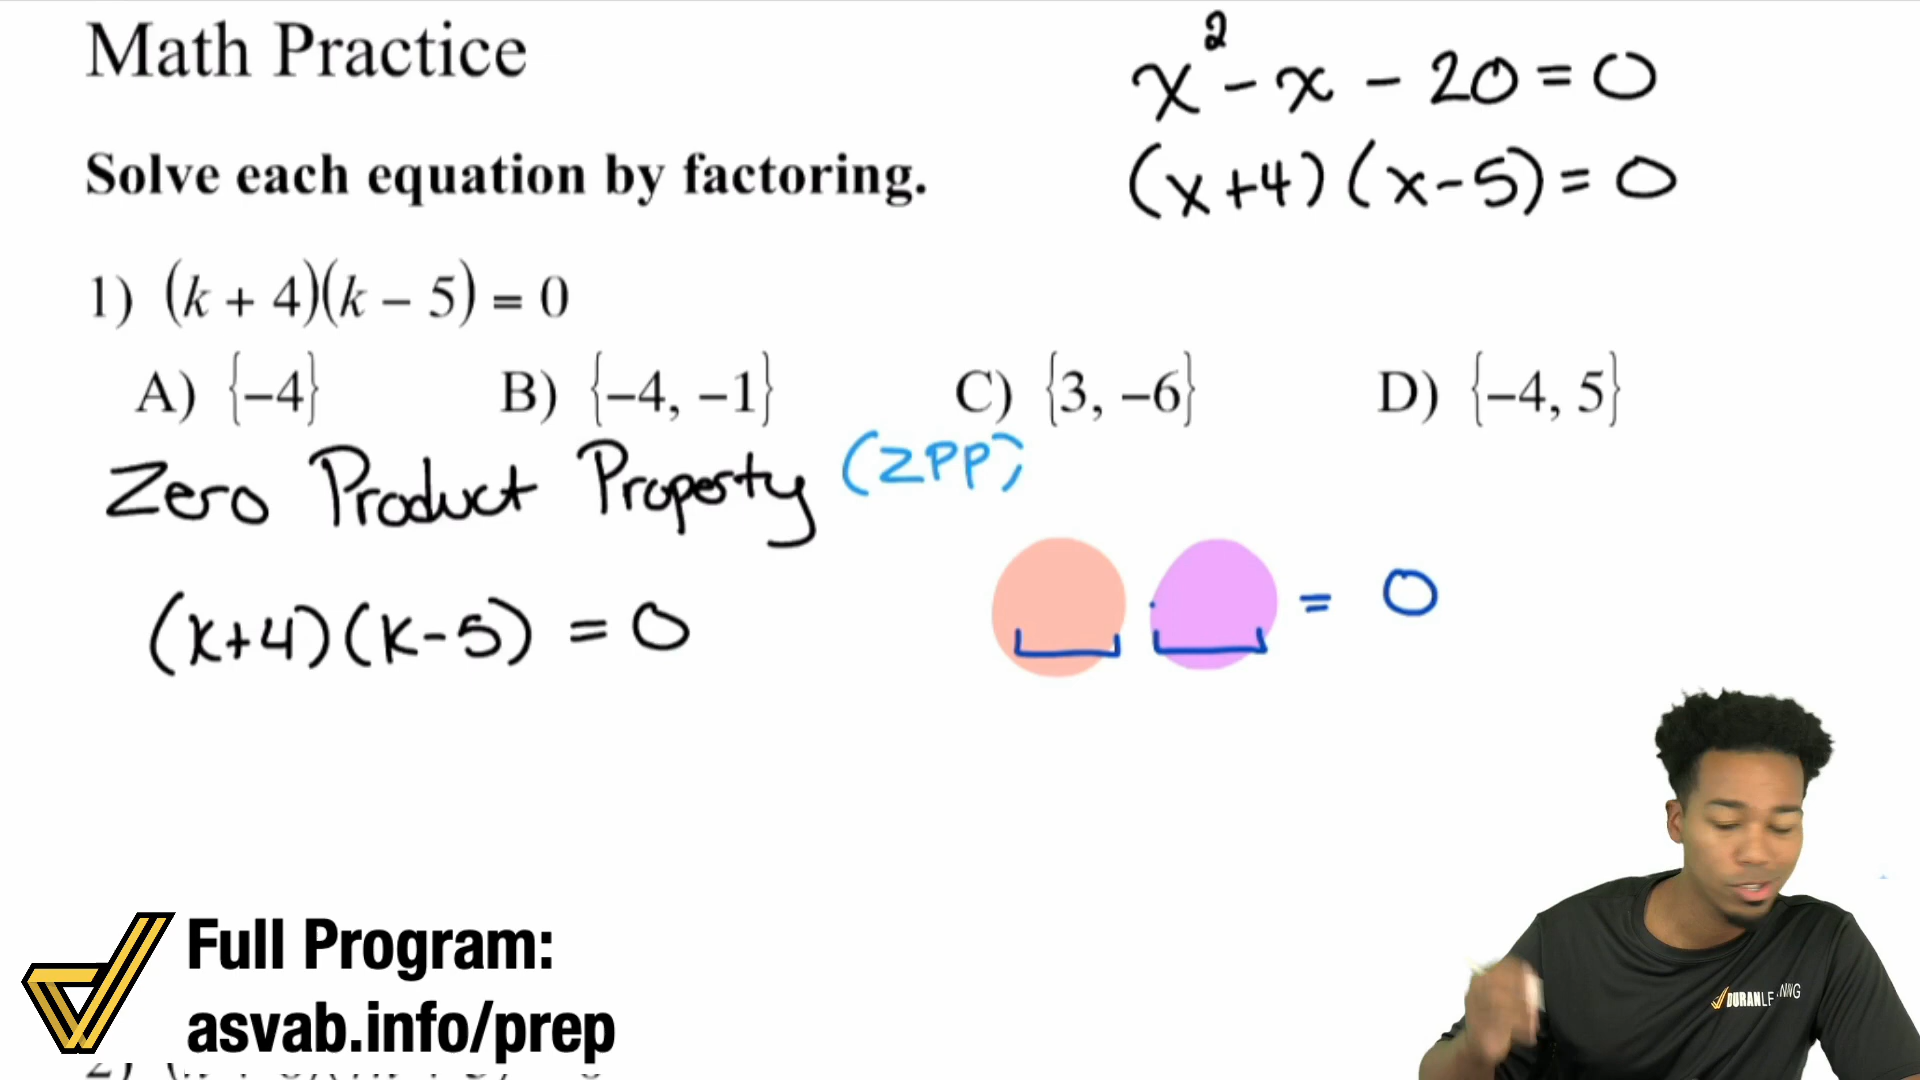 Math Practice
x² - x - 20 = 0
Solve each equation by factoring.
(x+4)(x-5) = 0
1) (k + 4)(k − 5) = 0
A) {−4} B) {−4, −1} C) {3, −6} D) {−4, 5}
Zero Product Property (ZPP)
(k+4)(k-5) = 0
= 0
Full Program:
asvab.info/prep